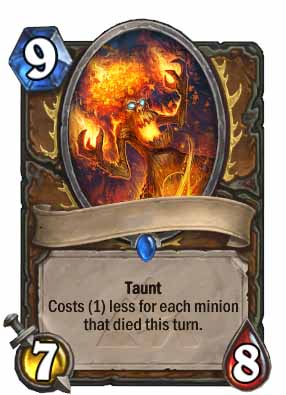 9
Taunt
Costs (1) less for each minion
that died this turn.
7
8